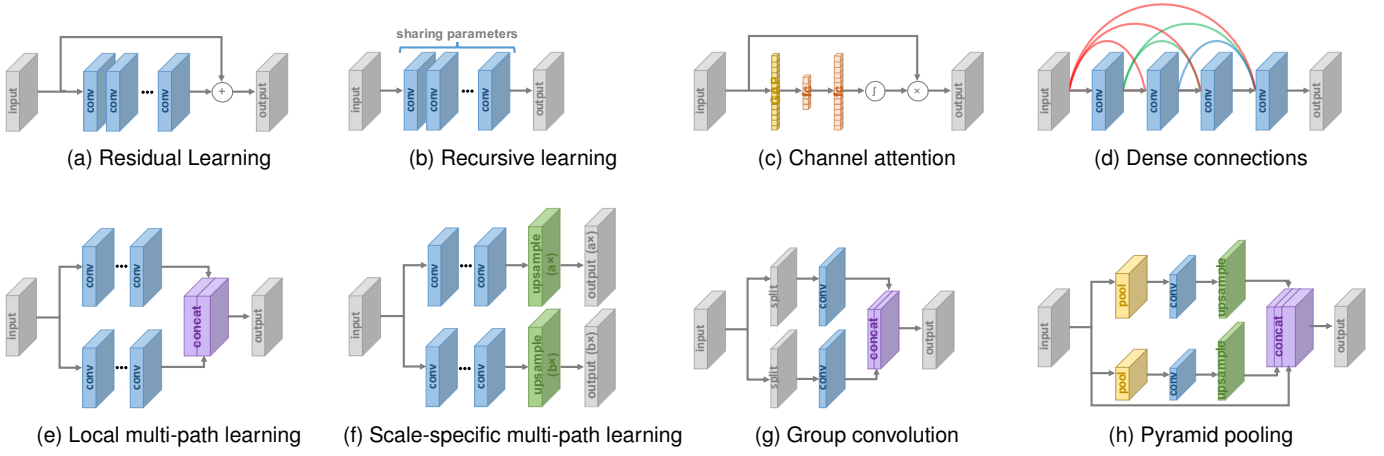 sharing parameters
input
conv
conv
...
conv
+
output
(a) Residual Learning
input
conv
conv
...
conv
output
(b) Recursive learning
input
GAP
fc
fc
∫
×
output
(c) Channel attention
input
conv
conv
conv
conv
output
(d) Dense connections
input
conv
...
conv
conv
...
conv
concat
output
(e) Local multi-path learning
input
conv
...
conv
upsample
(a×)
output (a×)
conv
...
conv
upsample
(b×)
output (b×)
(f) Scale-specific multi-path learning
input
split
conv
split
conv
concat
output
(g) Group convolution
input
pool
conv
upsample
pool
conv
upsample
concat
output
(h) Pyramid pooling